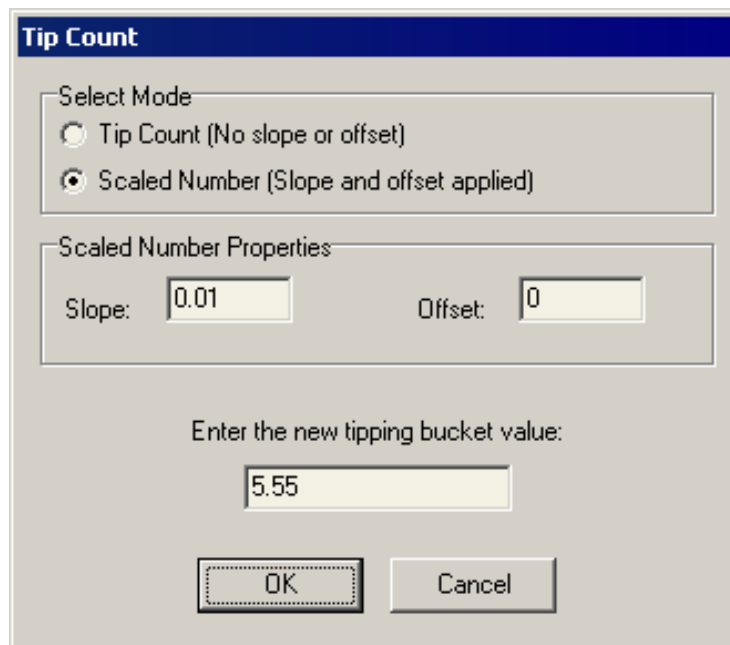 Tip Count
Select Mode
Tip Count (No slope or offset)
Scaled Number (Slope and offset applied)
Scaled Number Properties
Slope: 0.01 Offset: 0
Enter the new tipping bucket value:
5.55
OK Cancel